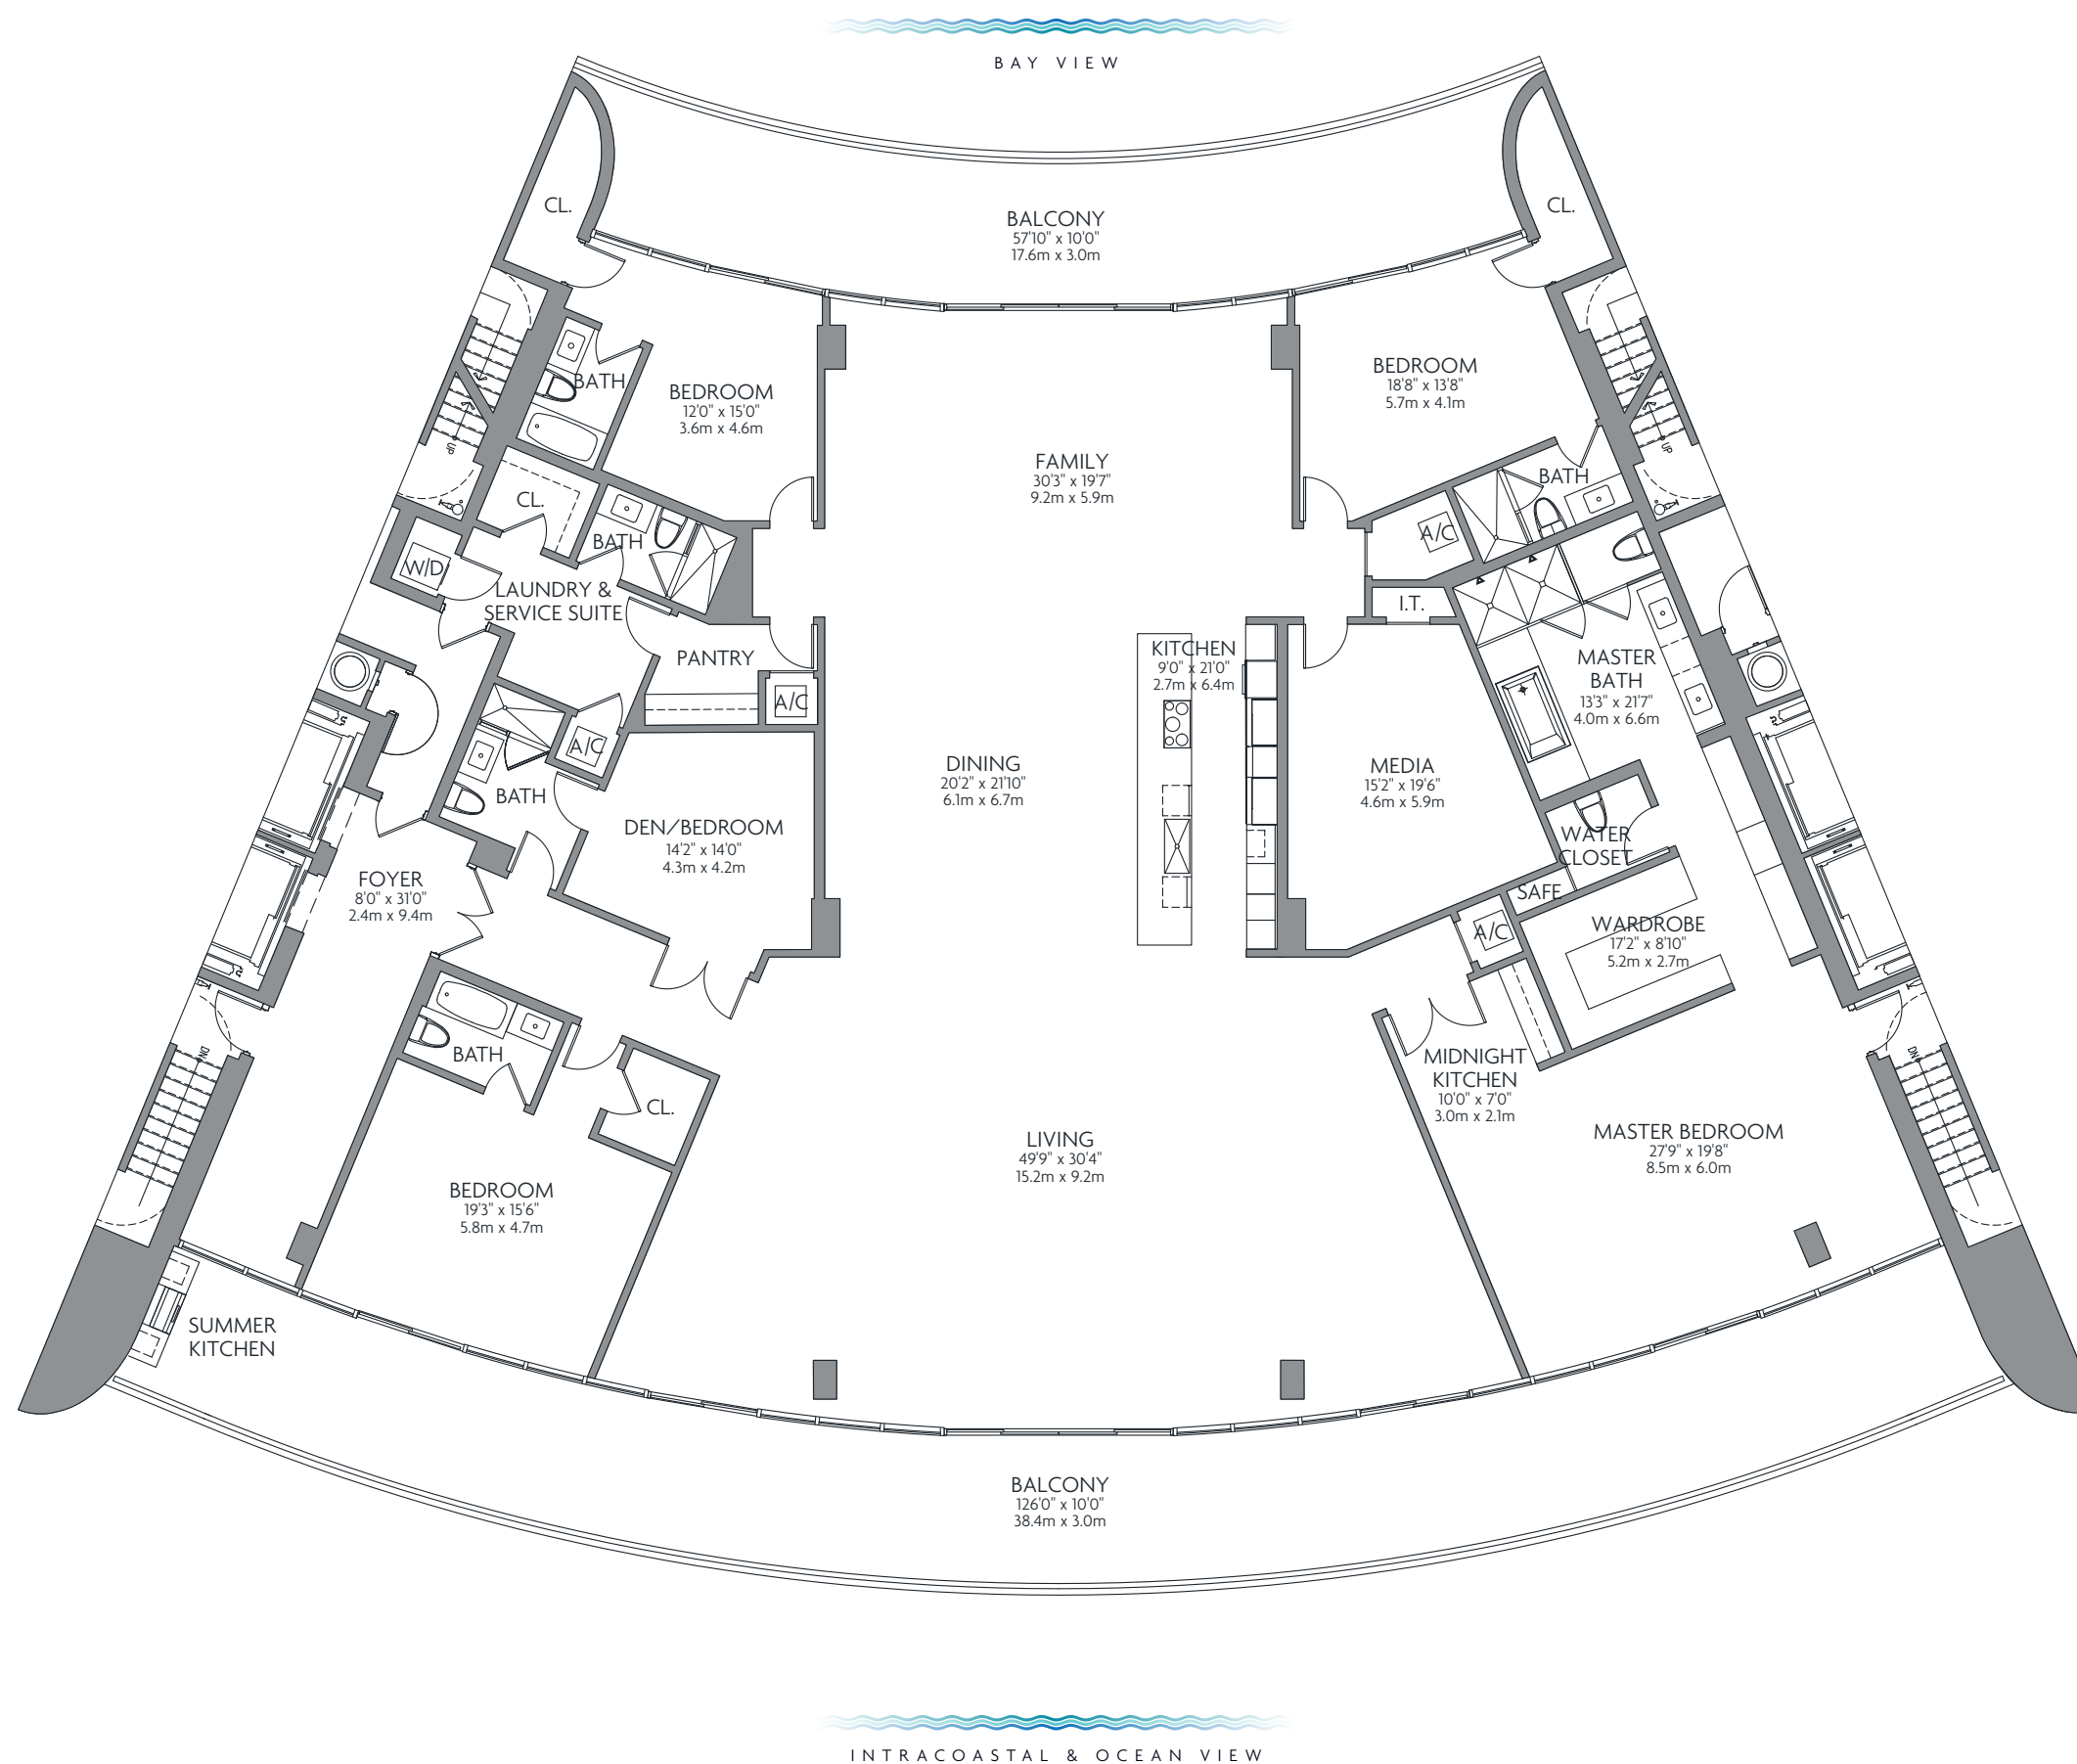 BAY VIEW
CL.
BALCONY
57'10" x 10'0"
17.6m x 3.0m
CL.
BATH
BEDROOM
12'0" x 15'0"
3.6m x 4.6m
BEDROOM
18'8" x 13'8"
5.7m x 4.1m
UP
UP
FAMILY
30'3" x 19'7"
9.2m x 5.9m
CL.
BATH
BATH
A/C
W/D
LAUNDRY &
SERVICE SUITE
I.T.
PANTRY
A/C
KITCHEN
9'0" x 21'0"
2.7m x 6.4m
MASTER
BATH
13'3" x 21'7"
4.0m x 6.6m
A/C
BATH
DINING
20'2" x 21'10"
6.1m x 6.7m
MEDIA
15'2" x 19'6"
4.6m x 5.9m
DEN/BEDROOM
14'2" x 14'0"
4.3m x 4.2m
WATER
CLOSET
FOYER
8'0" x 31'0"
2.4m x 9.4m
SAFE
A/C
WARDROBE
17'2" x 8'10"
5.2m x 2.7m
DN
BATH
CL.
MIDNIGHT
KITCHEN
10'0" x 7'0"
3.0m x 2.1m
DN
LIVING
49'9" x 30'4"
15.2m x 9.2m
MASTER BEDROOM
27'9" x 19'8"
8.5m x 6.0m
BEDROOM
19'3" x 15'6"
5.8m x 4.7m
SUMMER
KITCHEN
BALCONY
126'0" x 10'0"
38.4m x 3.0m
INTRACOASTAL & OCEAN VIEW